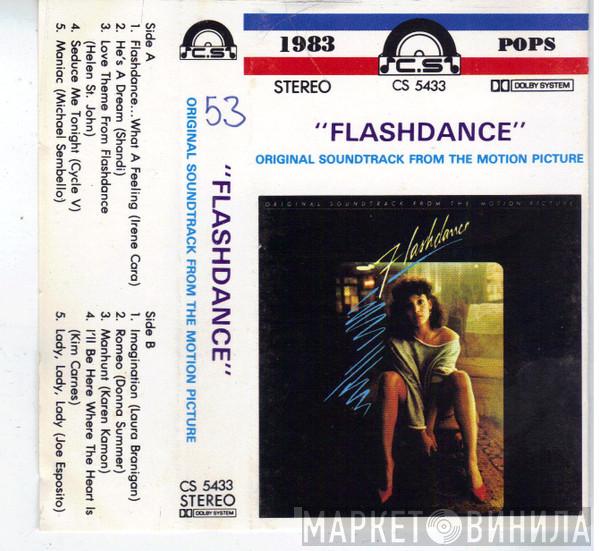 Side A
1. Flashdance...What A Feeling (Irene Cara)
2. He's A Dream (Shandi)
3. Love Theme From Flashdance
(Helen St. John)
4. Seduce Me Tonight (Cycle V)
5. Maniac (Michael Sembello)
Side B
1. Imagination (Laura Branigan)
2. Romeo (Donna Summer)
3. Manhunt (Karen Kamon)
4. I'll Be Here Where The Heart Is
(Kim Carnes)
5. Lady, Lady, Lady (Joe Esposito)
C.S
53
"FLASHDANCE"
ORIGINAL SOUNDTRACK FROM THE MOTION PICTURE
CS 5433
STEREO
DOLBY SYSTEM
1983 C.S POPS
STEREO CS 5433 DOLBY SYSTEM
"FLASHDANCE"
ORIGINAL SOUNDTRACK FROM THE MOTION PICTURE
ORIGINAL SOUNDTRACK FROM THE MOTION PICTURE
Flashdance
МАРКЕТ ВИНИЛА